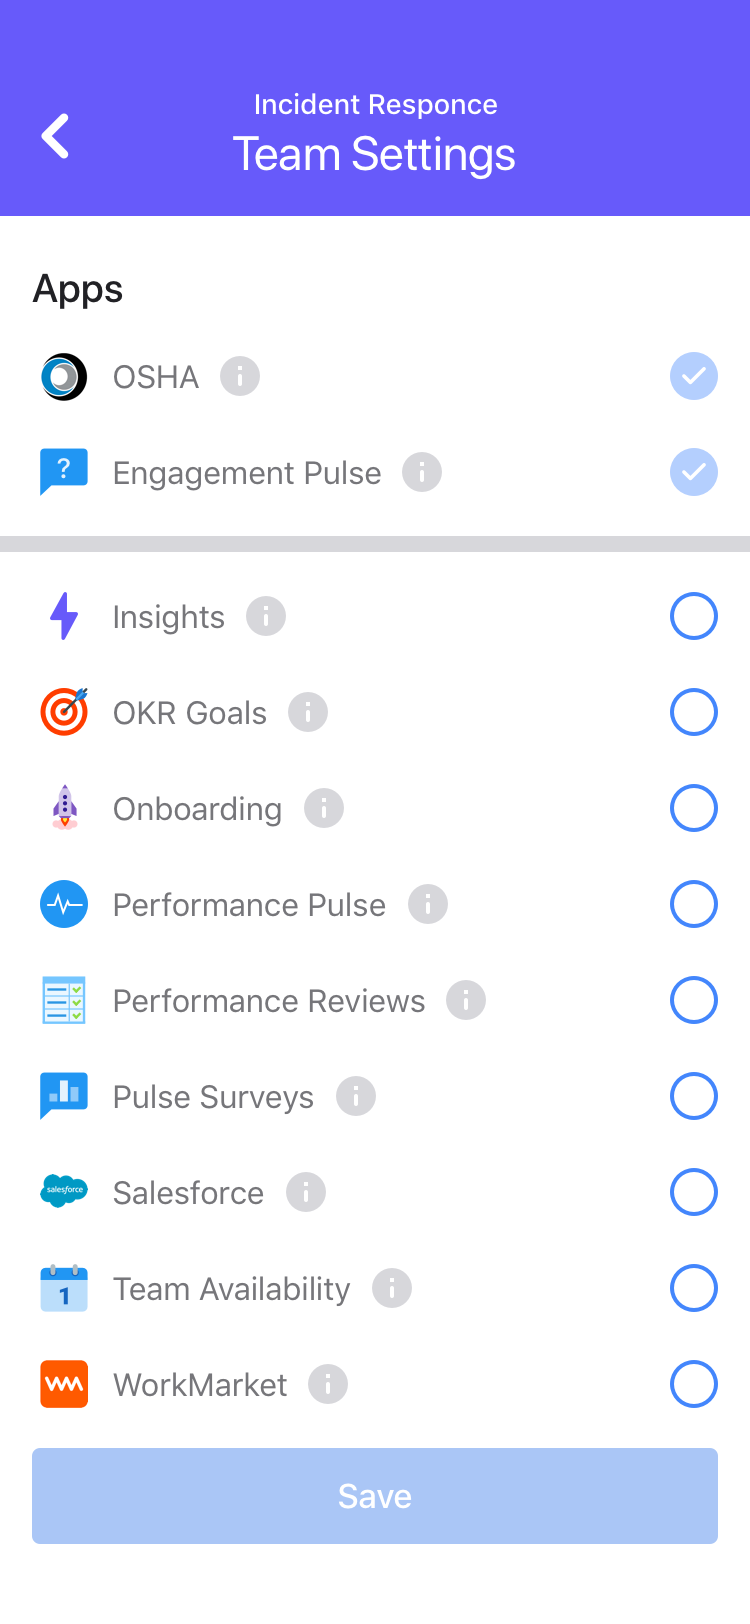 Incident Responce
Team Settings
Apps
OSHA
?
Engagement Pulse
Insights
OKR Goals
Onboarding
Performance Pulse
Performance Reviews
Pulse Surveys
salesforce
Salesforce
1
Team Availability
WorkMarket
Save